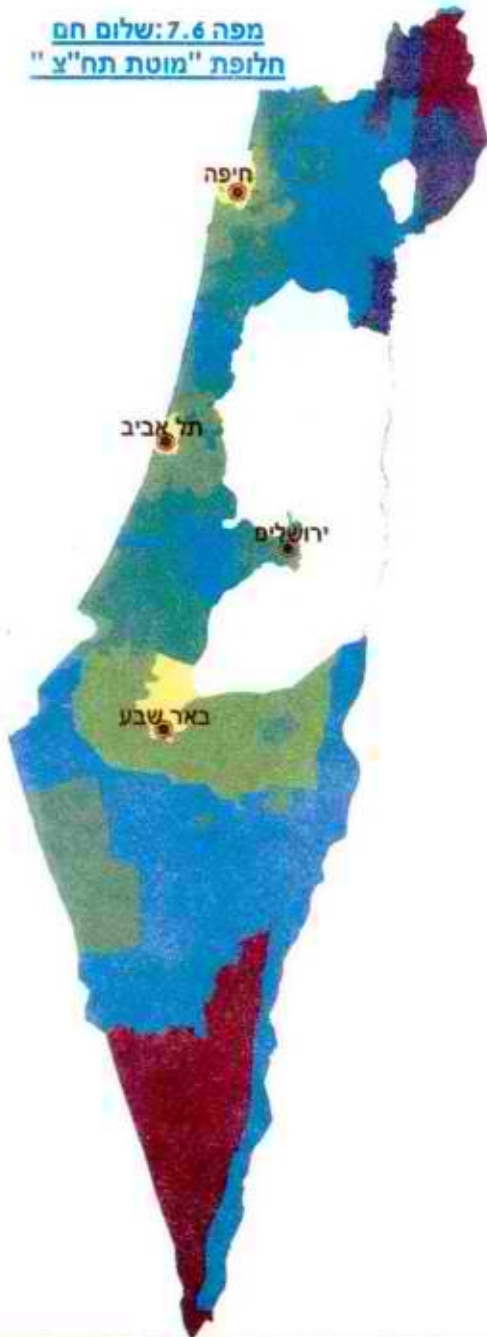 מפה 7.6: שלום חם
חלופת "מוטת תח"צ "
חיפה
תל אביב
ירושלים
באר שבע